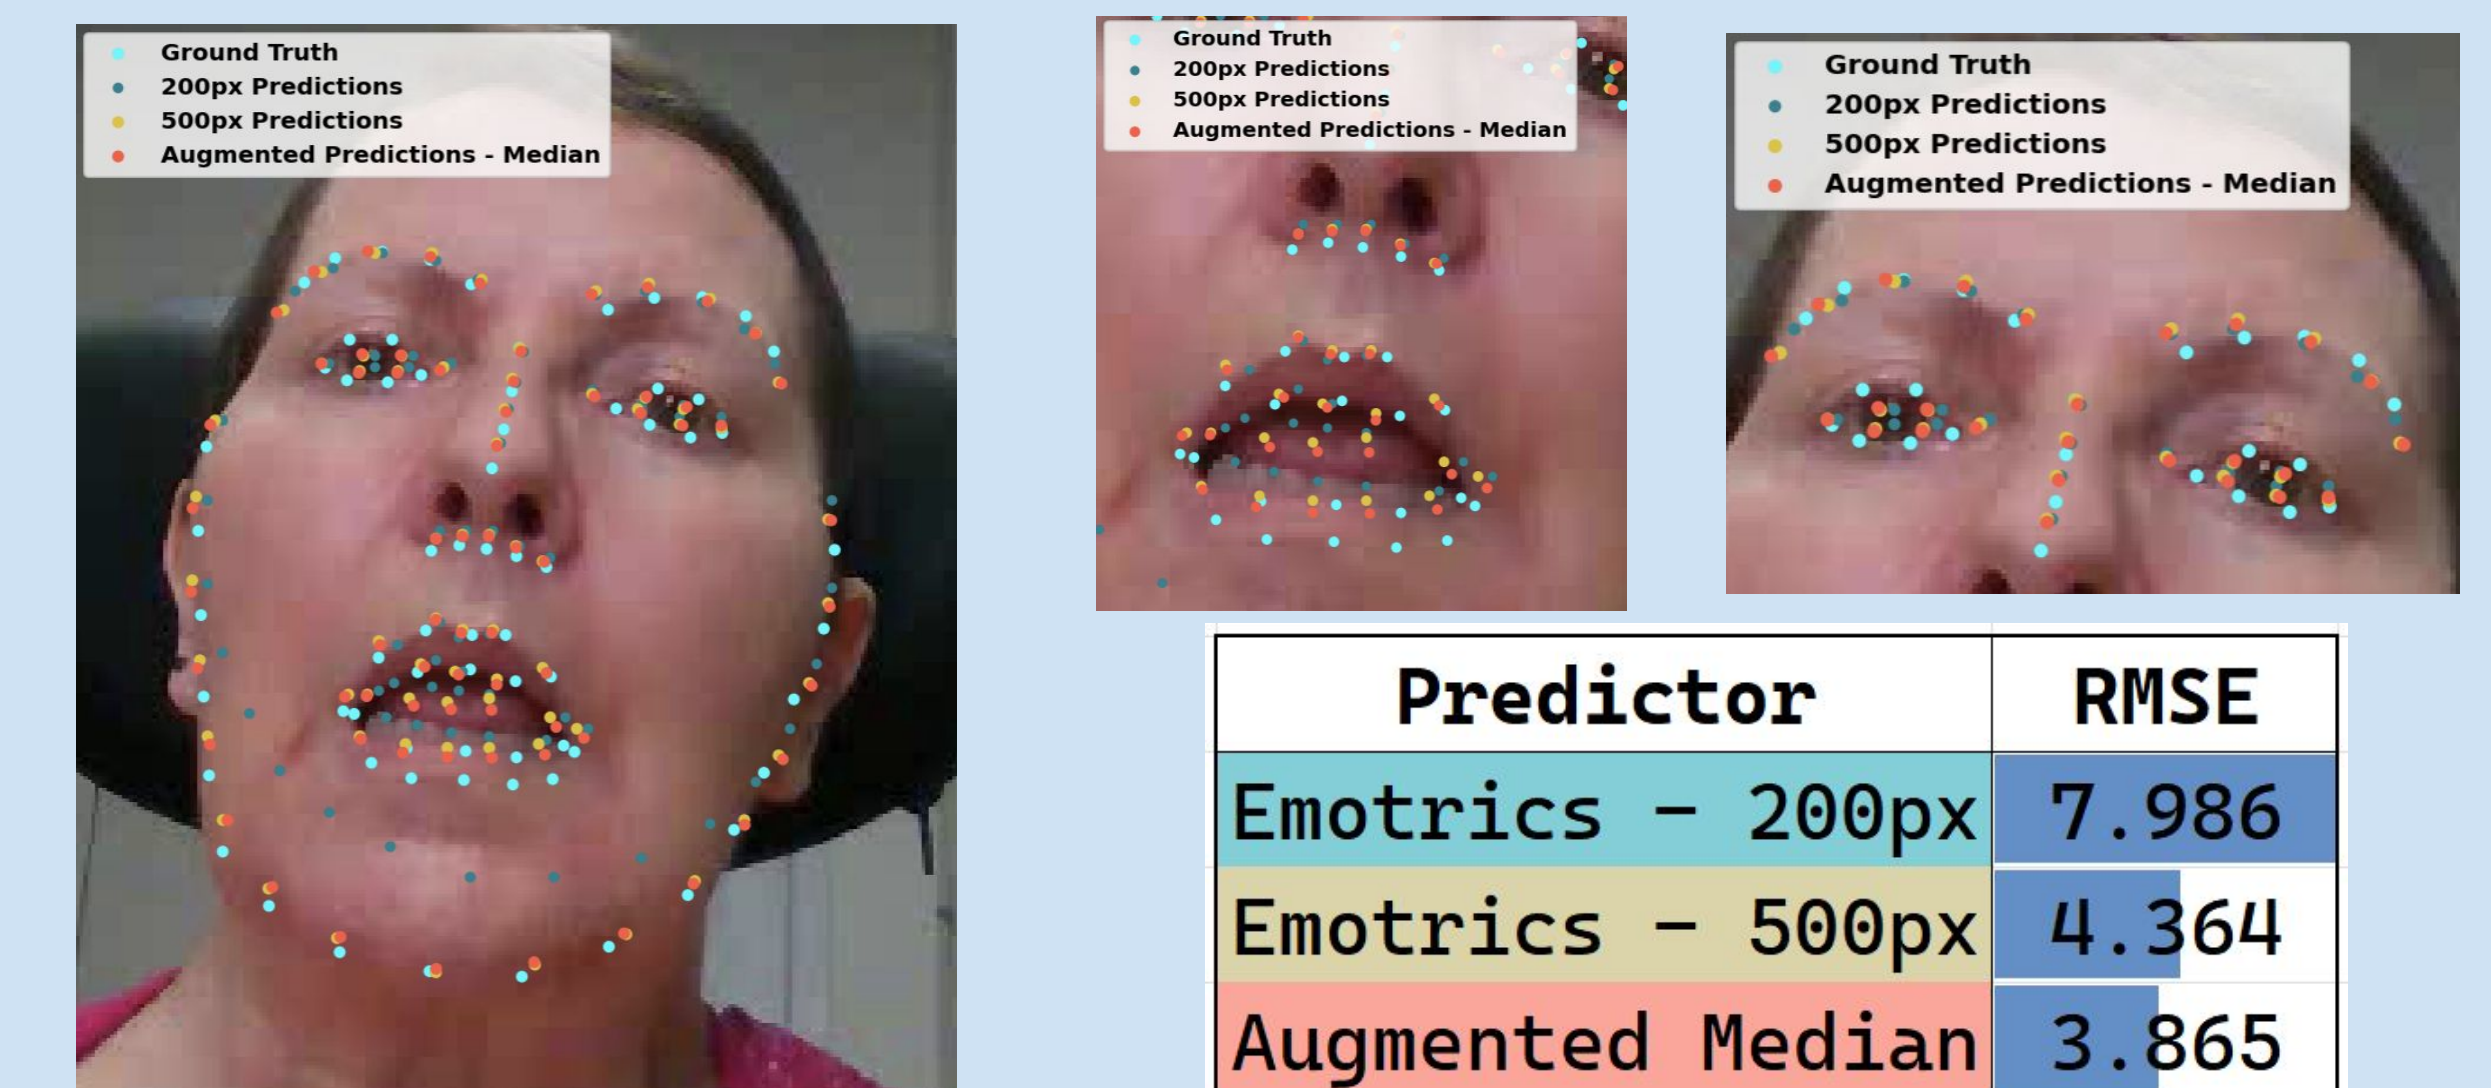 Ground Truth
200px Predictions
500px Predictions
Augmented Predictions - Median
Ground Truth
200px Predictions
500px Predictions
Augmented Predictions - Median
Ground Truth
200px Predictions
500px Predictions
Augmented Predictions - Median
Predictor RMSE
Emotrics - 200px 7.986
Emotrics - 500px 4.364
Augmented Median 3.865